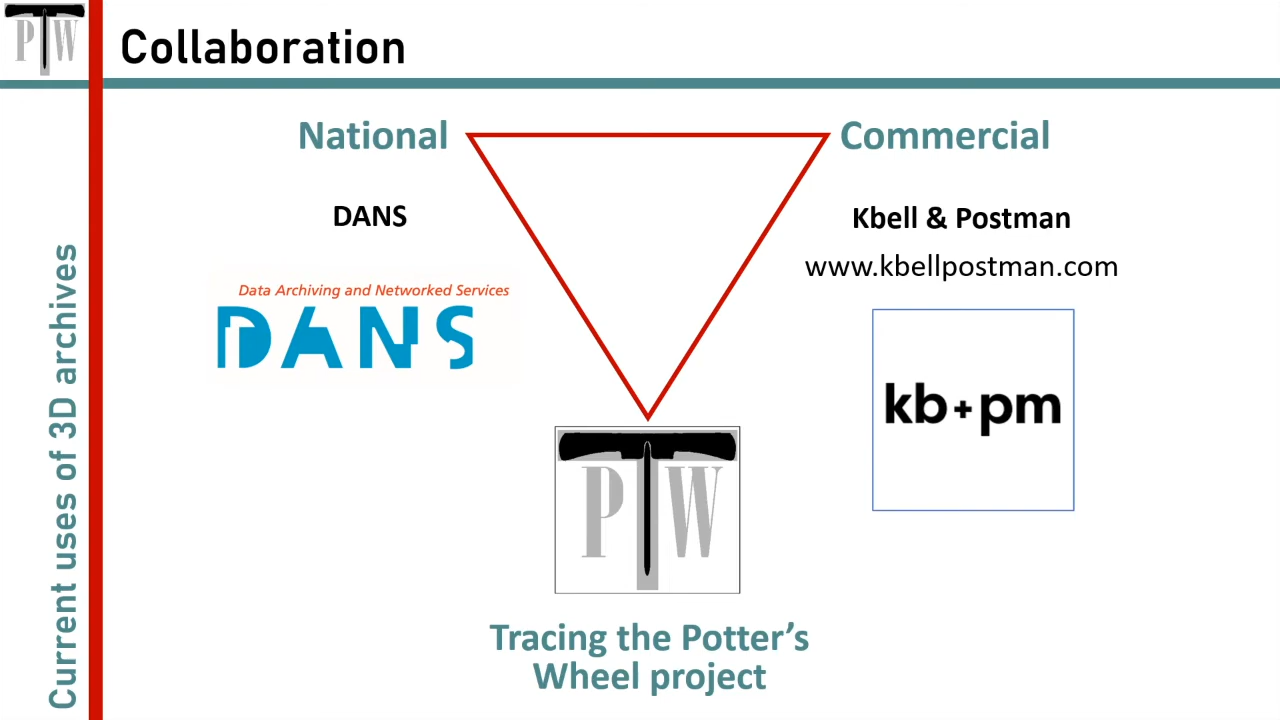 PTW
Collaboration
National
Commercial
DANS
Kbell & Postman
www.kbellpostman.com
Data Archiving and Networked Services
DANS
kb+pm
PTW
Tracing the Potter's
Wheel project
Current uses of 3D archives